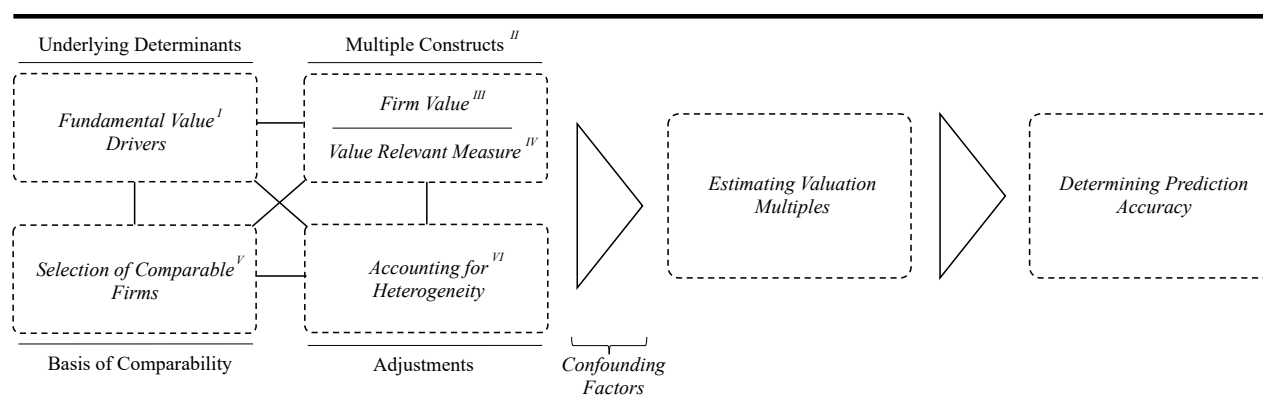 Underlying Determinants
Multiple Constructs II
Fundamental Value I
Drivers
Firm Value III
Value Relevant Measure IV
Selection of Comparable V
Firms
Accounting for VI
Heterogeneity
Basis of Comparability
Adjustments
Confounding
Factors
Estimating Valuation
Multiples
Determining Prediction
Accuracy